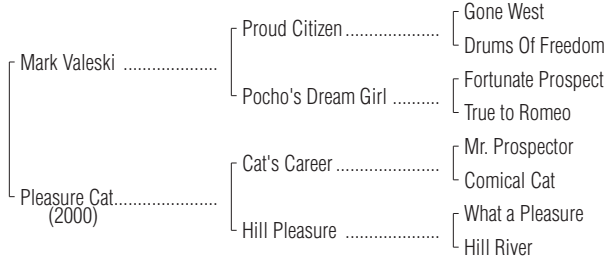 Gone West
Proud Citizen .....................
Drums Of Freedom
Mark Valeski .....................
Fortunate Prospect
Pocho's Dream Girl ..........
True to Romeo
Mr. Prospector
Cat's Career .......................
Comical Cat
Pleasure Cat.......................
(2000)
What a Pleasure
Hill Pleasure .....................
Hill River